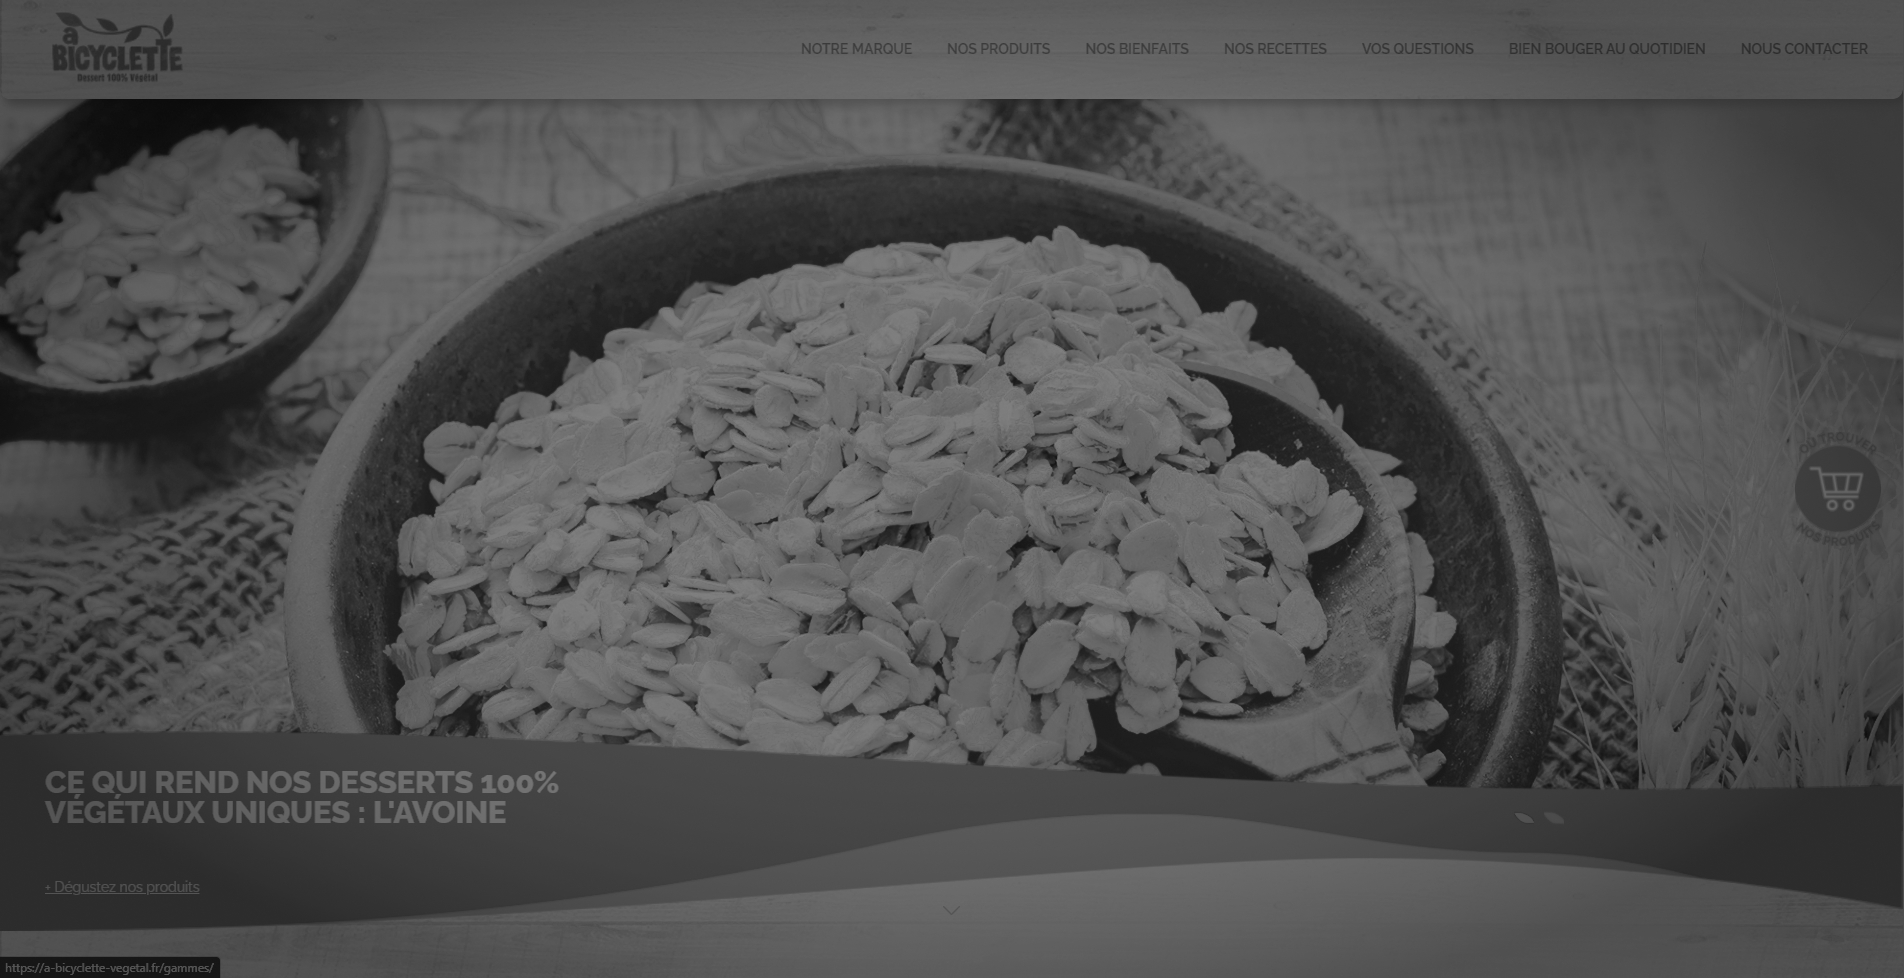 a
BICYCLETTE
Dessert 100% Végétal
NOTRE MARQUE
NOS PRODUITS
NOS BIENFAITS
NOS RECETTES
VOS QUESTIONS
BIEN BOUGER AU QUOTIDIEN
NOUS CONTACTER
OÙ TROUVER
NOS PRODUITS
CE QUI REND NOS DESSERTS 100%
VÉGÉTAUX UNIQUES : L'AVOINE
+ Dégustez nos produits
https://a-bicyclette-vegetal.fr/gammes/